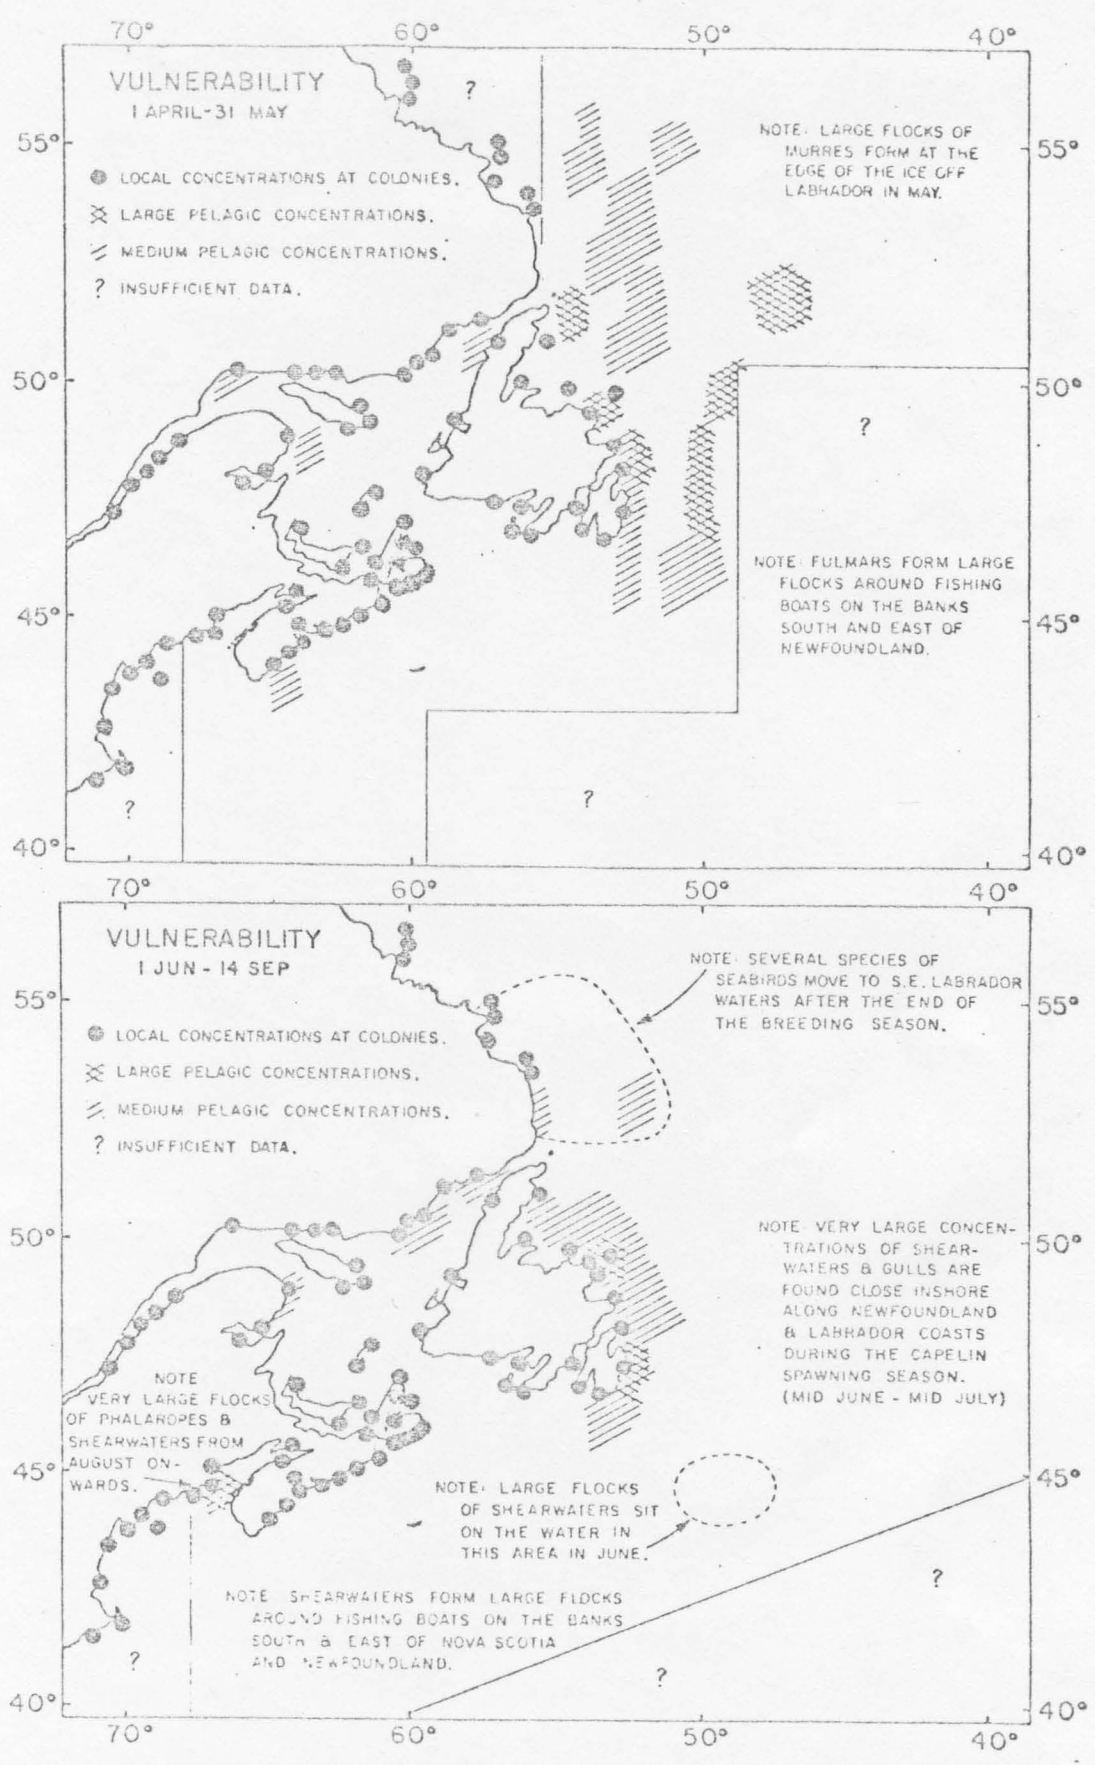 70° 60° 50° 40°
VULNERABILITY
1 APRIL-31 MAY
? 
55° 55°
NOTE: LARGE FLOCKS OF
MURRES FORM AT THE
EDGE OF THE ICE OFF
LABRADOR IN MAY.
LOCAL CONCENTRATIONS AT COLONIES.
LARGE PELAGIC CONCENTRATIONS.
MEDIUM PELAGIC CONCENTRATIONS.
? INSUFFICIENT DATA.
50° 50°
?
NOTE: FULMARS FORM LARGE
FLOCKS AROUND FISHING
BOATS ON THE BANKS
SOUTH AND EAST OF
NEWFOUNDLAND.
45° 45°
? ?
40° 40°
70° 60° 50° 40°
VULNERABILITY
1 JUN - 14 SEP
NOTE: SEVERAL SPECIES OF
SEABIRDS MOVE TO S.E. LABRADOR
WATERS AFTER THE END OF
THE BREEDING SEASON.
55° 55°
LOCAL CONCENTRATIONS AT COLONIES.
LARGE PELAGIC CONCENTRATIONS.
MEDIUM PELAGIC CONCENTRATIONS.
? INSUFFICIENT DATA.
50° 50°
NOTE: VERY LARGE CONCEN-
TRATIONS OF SHEAR-
WATERS & GULLS ARE
FOUND CLOSE INSHORE
ALONG NEWFOUNDLAND
& LABRADOR COASTS
DURING THE CAPELIN
SPAWNING SEASON.
(MID JUNE - MID JULY)
NOTE
VERY LARGE FLOCKS
OF PHALAROPES &
SHEARWATERS FROM
AUGUST ON-
WARDS.
45° 45°
NOTE: LARGE FLOCKS
OF SHEARWATERS SIT
ON THE WATER IN
THIS AREA IN JUNE.
NOTE SHEARWATERS FORM LARGE FLOCKS
AROUND FISHING BOATS ON THE BANKS
SOUTH & EAST OF NOVA SCOTIA
AND NEWFOUNDLAND.
?
? ?
40° 40°
70° 60° 50° 40°